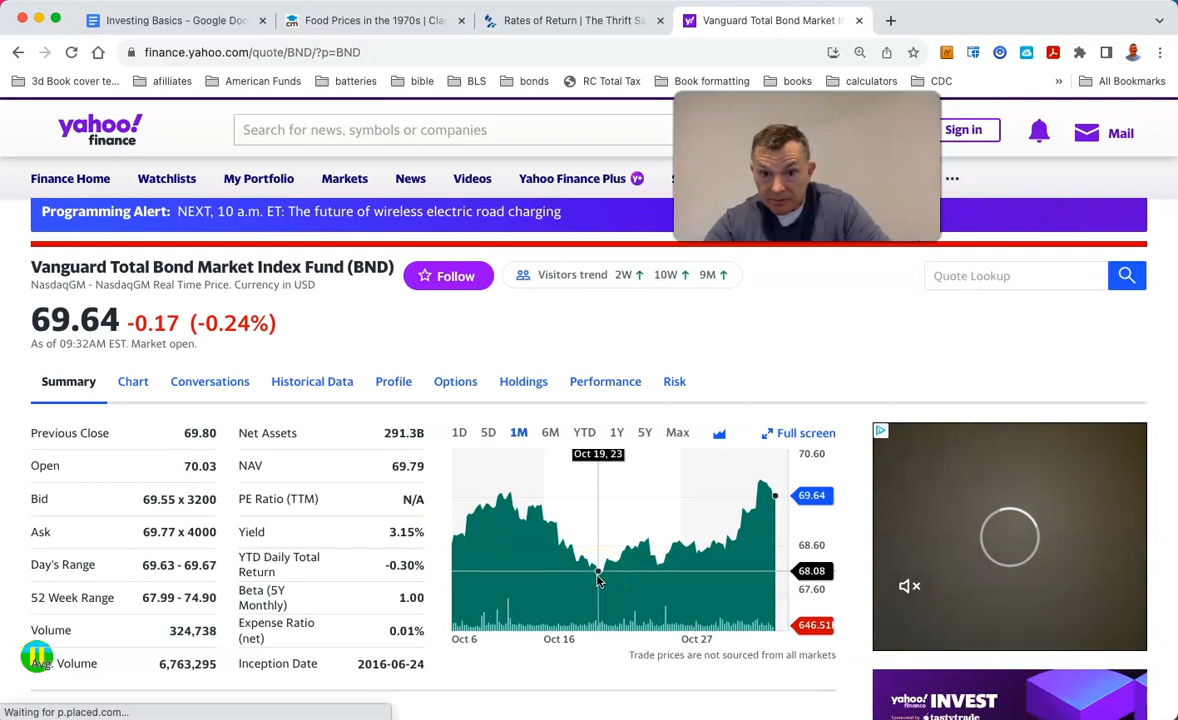 Investing Basics - Google Doc
Food Prices in the 1970s | Cla
Rates of Return | The Thrift Sa
Vanguard Total Bond Market I
finance.yahoo.com/quote/BND/?p=BND
3d Book cover te...
afiliiates
American Funds
batteries
bible
BLS
bonds
RC Total Tax
Book formatting
books
calculators
CDC
»
All Bookmarks
yahoo!
finance
Search for news, symbols or companies
Sign in
Mail
Finance Home
Watchlists
My Portfolio
Markets
News
Videos
Yahoo Finance Plus
Programming Alert: NEXT, 10 a.m. ET: The future of wireless electric road charging
Vanguard Total Bond Market Index Fund (BND)
Follow
Visitors trend 2W ↑ 10W ↑ 9M ↑
Quote Lookup
NasdaqGM - NasdaqGM Real Time Price. Currency in USD
69.64 -0.17 (-0.24%)
As of 09:32AM EST. Market open.
Summary
Chart
Conversations
Historical Data
Profile
Options
Holdings
Performance
Risk
Previous Close 69.80
Open 70.03
Bid 69.55 x 3200
Ask 69.77 x 4000
Day's Range 69.63 - 69.67
52 Week Range 67.99 - 74.90
Volume 324,738
Avg. Volume 6,763,295
Net Assets 291.3B
NAV 69.79
PE Ratio (TTM) N/A
Yield 3.15%
YTD Daily Total
Return -0.30%
Beta (5Y
Monthly) 1.00
Expense Ratio
(net) 0.01%
Inception Date 2016-06-24
1D 5D 1M 6M YTD 1Y 5Y Max
Full screen
Oct 19, 23
70.60
69.64
68.60
68.08
67.60
646.51
Oct 6
Oct 16
Oct 27
Trade prices are not sourced from all markets
yahoo! INVEST
Sponsored by tastytrade
Waiting for p.placed.com...